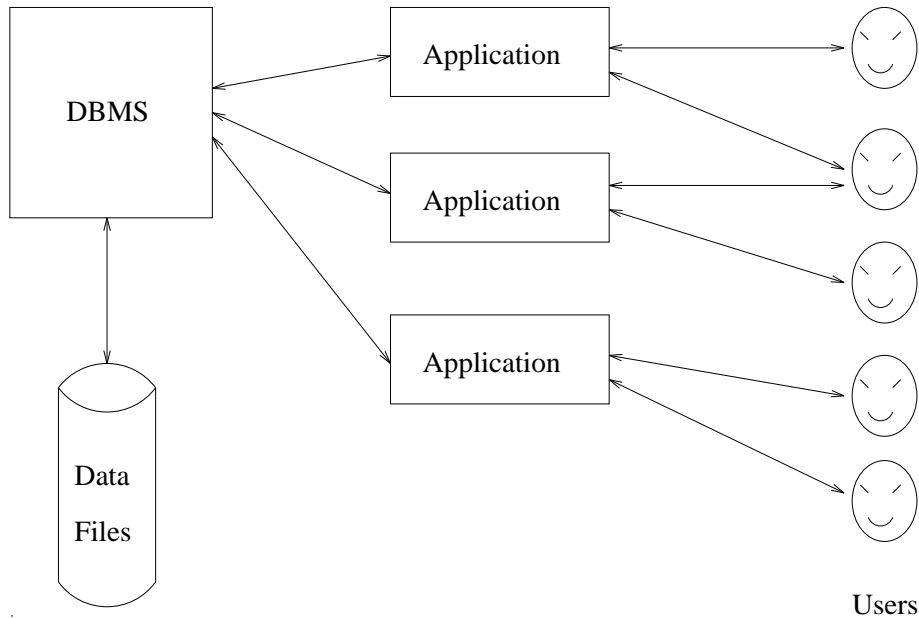 DBMS
Application
Application
Application
Data
Files
Users